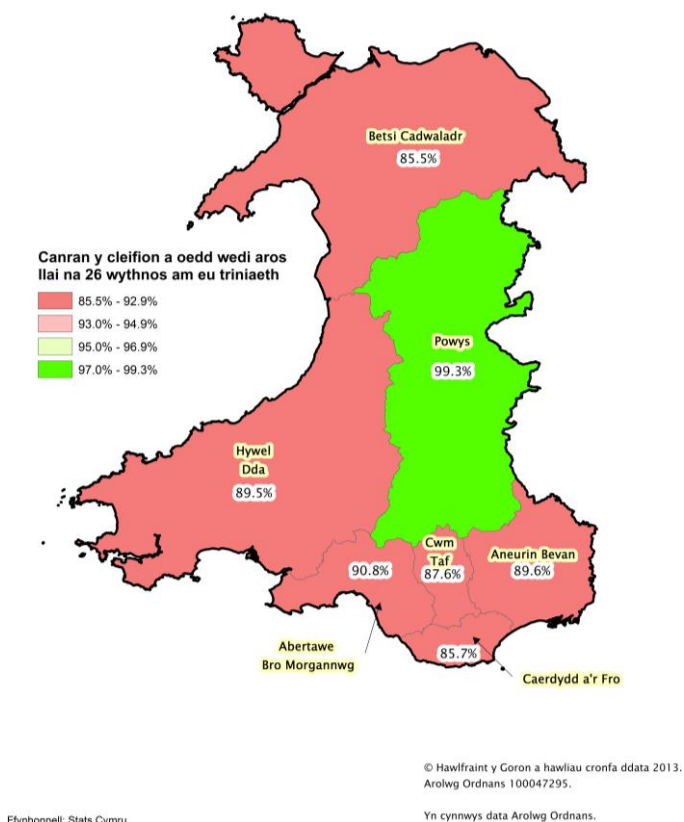 Betsi Cadwaladr
85.5%
Canran y cleifion a oedd wedi aros
llai na 26 wythnos am eu triniaeth
85.5% - 92.9%
93.0% - 94.9%
95.0% - 96.9%
97.0% - 99.3%
Powys
99.3%
Hywel
Dda
89.5%
Cwm
Taf
87.6%
Aneurin Bevan
89.6%
90.8%
Abertawe
Bro Morgannwg
85.7%
Caerdydd a'r Fro
© Hawlfraint y Goron a hawliau cronfa ddata 2013.
Arolwg Ordnans 100047295.
Yn cynnwys data Arolwg Ordnans.
Ffynhonnell: Stats Cymru